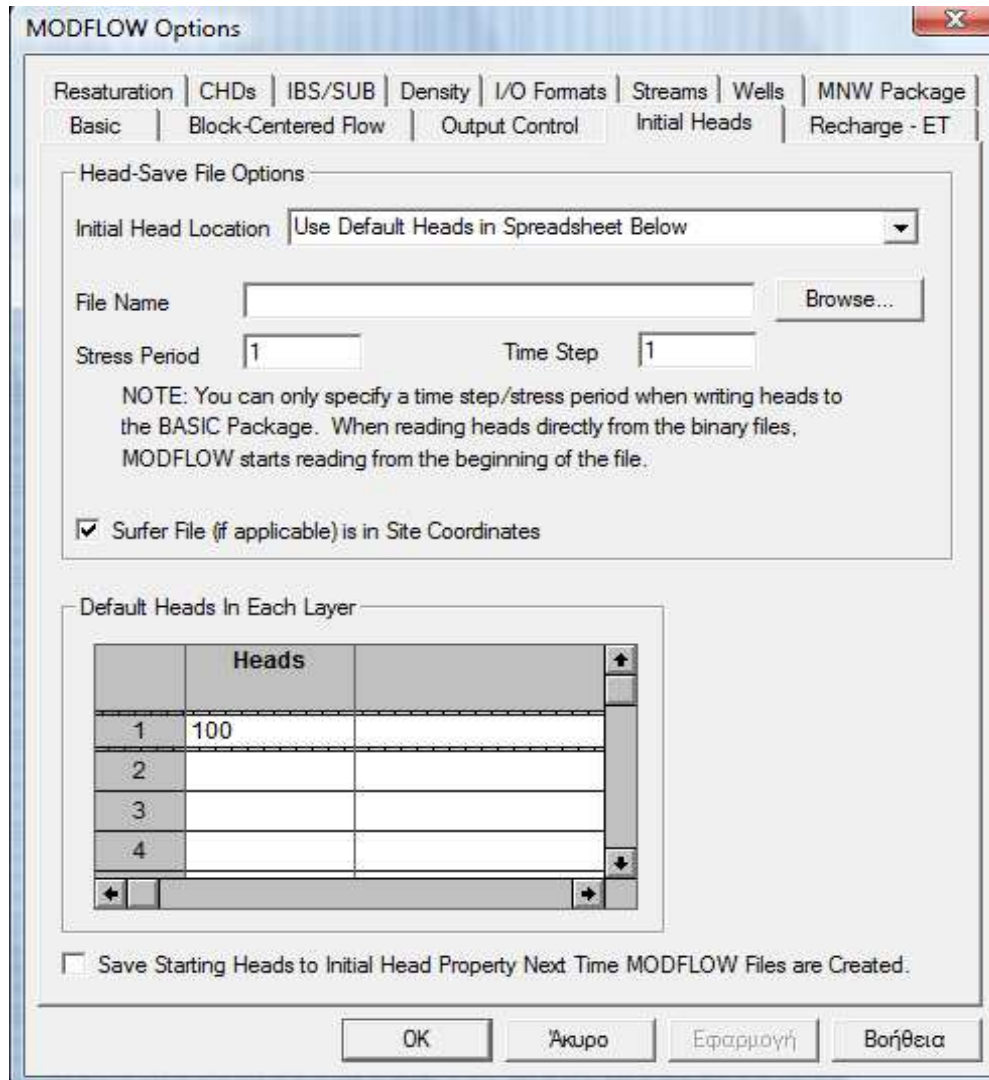 MODFLOW Options
Resaturation CHDs IBS/SUB Density I/O Formats Streams Wells MNW Package
Basic Block-Centered Flow Output Control Initial Heads Recharge - ET
Head-Save File Options
Initial Head Location Use Default Heads in Spreadsheet Below
File Name Browse...
Stress Period 1 Time Step 1
NOTE: You can only specify a time step/stress period when writing heads to
the BASIC Package. When reading heads directly from the binary files,
MODFLOW starts reading from the beginning of the file.
Surfer File (if applicable) is in Site Coordinates
Default Heads In Each Layer
Heads
1 100
2
3
4
Save Starting Heads to Initial Head Property Next Time MODFLOW Files are Created.
OK Άκυρο Εφαρμογή Βοήθεια